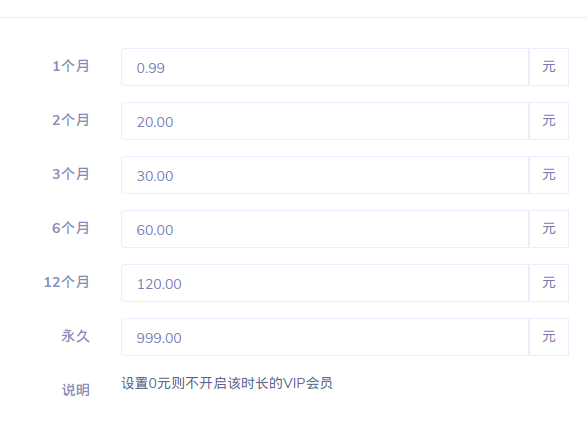 1个月 0.99 元
2个月 20.00 元
3个月 30.00 元
6个月 60.00 元
12个月 120.00 元
永久 999.00 元
说明 设置0元则不开启该时长的VIP会员